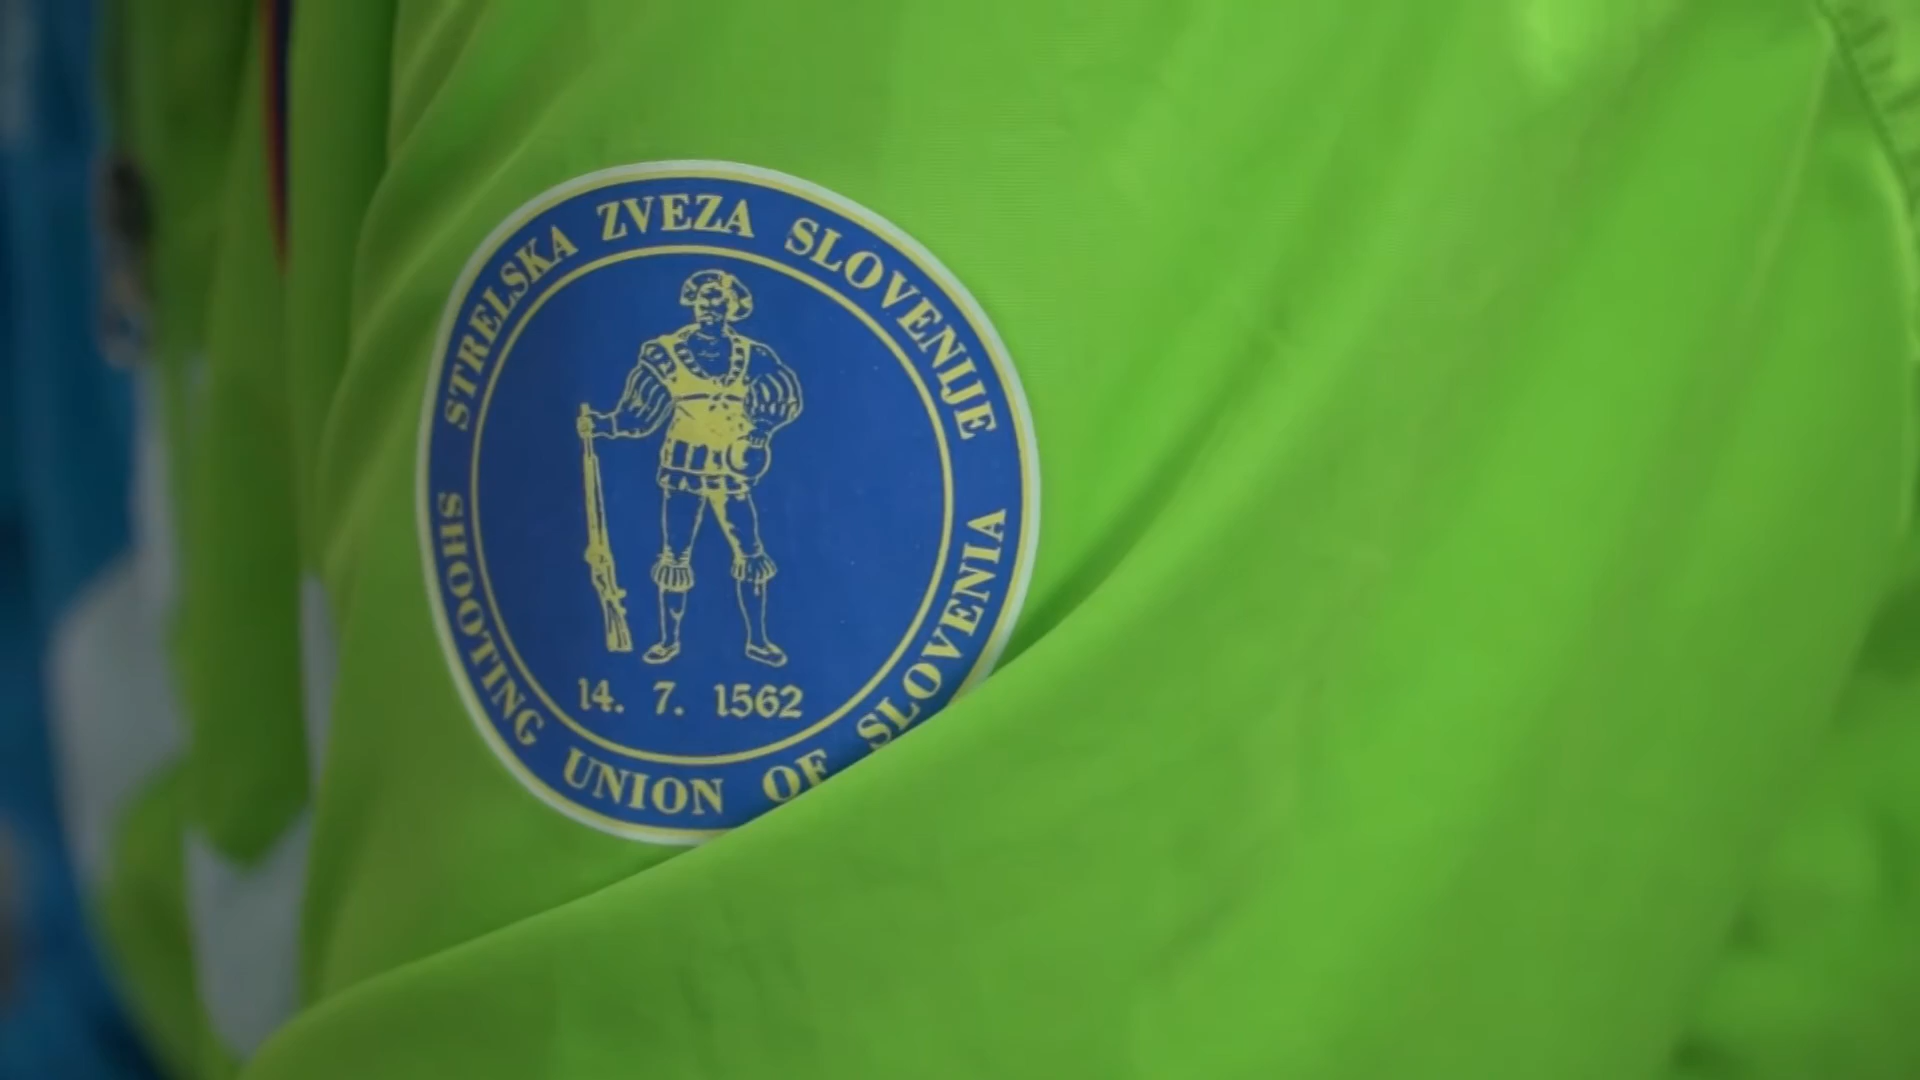 STRELSKA ZVEZA SLOVENIJE
14. 7. 1562
SHOOTING UNION OF SLOVENIA